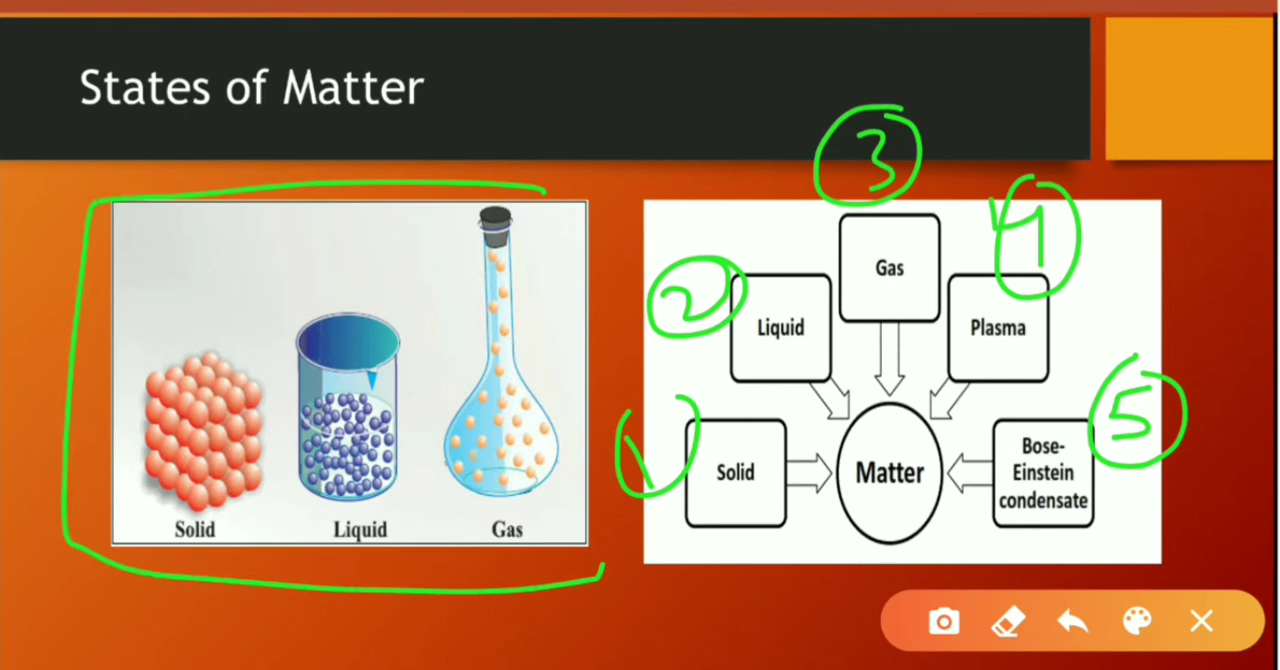 States of Matter
Solid
Liquid
Gas
3
Gas
4
2
Liquid
Plasma
1
5
Solid
Matter
Bose-
Einstein
condensate